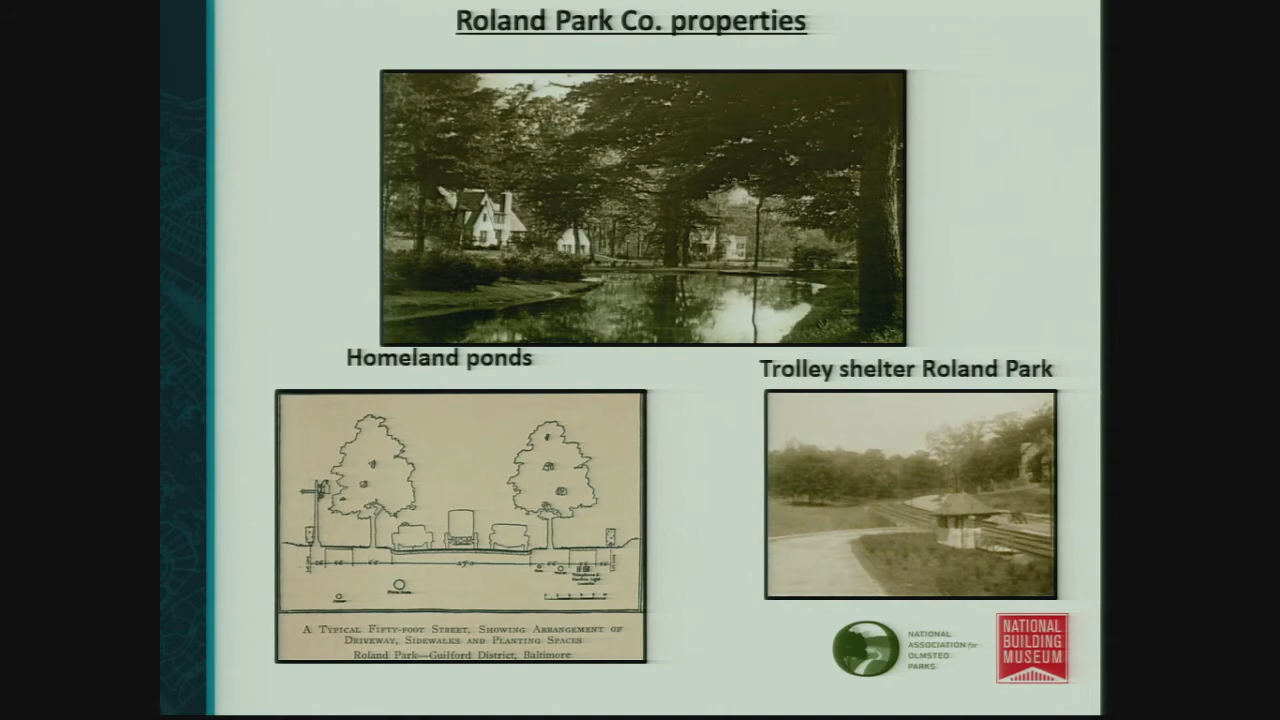 Roland Park Co. properties
Homeland ponds
Trolley shelter Roland Park
A Typical Fifty-foot Street, Showing Arrangement of
Driveway, Sidewalks and Planting Spaces
Roland Park—Guilford District, Baltimore
NATIONAL
ASSOCIATION for
OLMSTED
PARKS
NATIONAL
BUILDING
MUSEUM